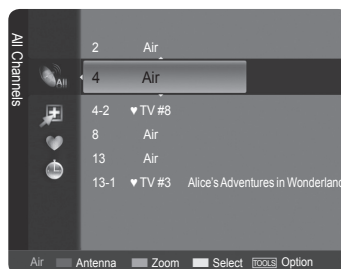 All Channels
2 Air
All
4 Air
4-2 ♥ TV #8
8 Air
13 Air
13-1 ♥ TV #3 Alice's Adventures in Wonderland
Air Antenna Zoom Select TOOLS Option